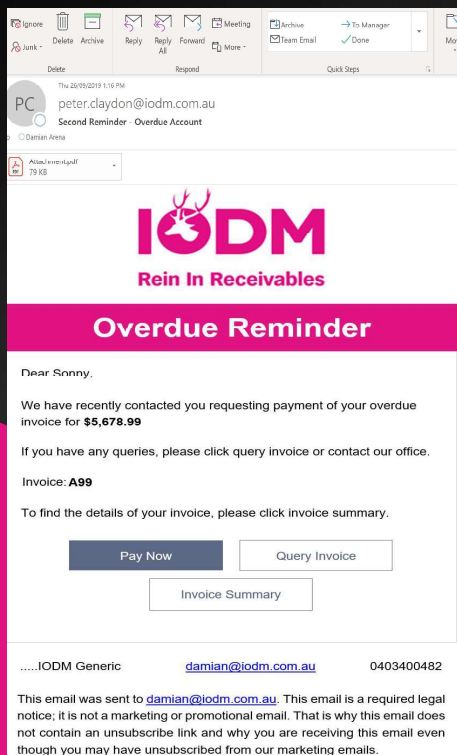 Ignore
Junk
Delete
Archive
Reply
Reply All
Forward
Meeting
More
Archive
To Manager
Team Email
Done
Delete
Respond
Quick Steps
Thu 26/09/2019 1:16 PM
PC
peter.claydon@iodm.com.au
Second Reminder - Overdue Account
Damian Arena
Attachment.pdf
79 KB
IODM
Rein In Receivables
Overdue Reminder
Dear Sonny,
We have recently contacted you requesting payment of your overdue
invoice for $5,678.99
If you have any queries, please click query invoice or contact our office.
Invoice: A99
To find the details of your invoice, please click invoice summary.
Pay Now
Query Invoice
Invoice Summary
.....IODM Generic damian@iodm.com.au 0403400482
This email was sent to damian@iodm.com.au. This email is a required legal
notice; it is not a marketing or promotional email. That is why this email does
not contain an unsubscribe link and why you are receiving this email even
though you may have unsubscribed from our marketing emails.